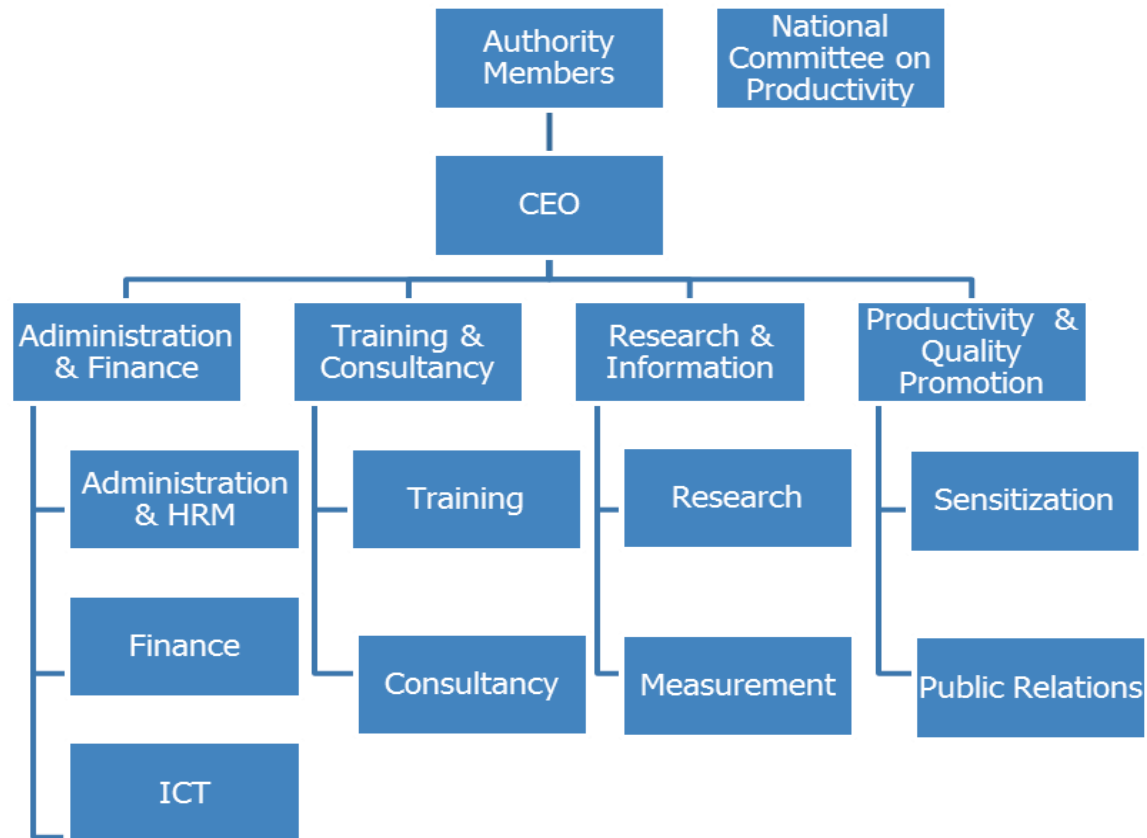 Authority
Members
National
Committee on
Productivity
CEO
Adiministration
& Finance
Training &
Consultancy
Research &
Information
Productivity  &
Quality
Promotion
Administration
& HRM
Training
Research
Sensitization
Finance
Consultancy
Measurement
Public Relations
ICT